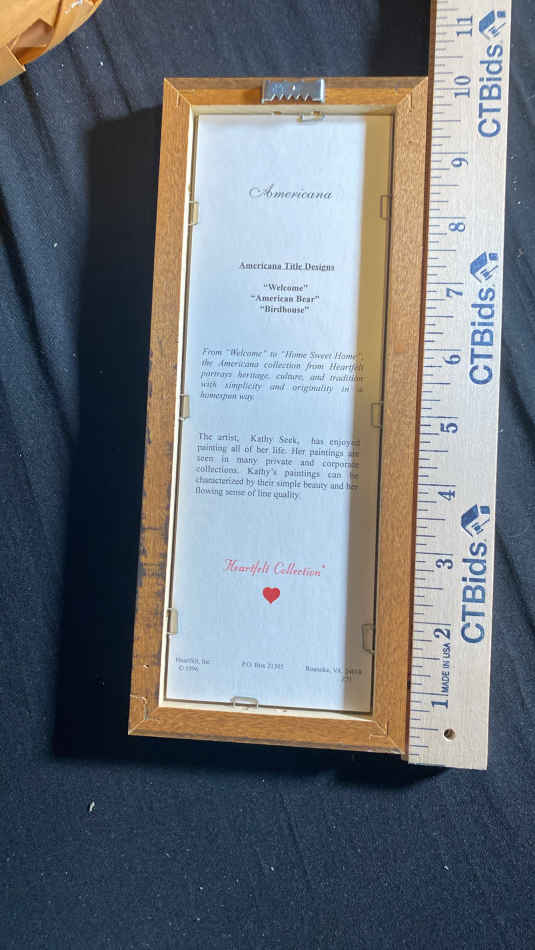 Americana
Americana Title Designs
“Welcome”
“American Bear”
“Birdhouse”
From "Welcome" to "Home Sweet Home",
the Americana collection from Heartfelt
portrays heritage, culture, and tradition
with simplicity and originality in a
homespun way.
The artist, Kathy Seek, has enjoyed
painting all of her life. Her paintings are
seen in many private and corporate
collections. Kathy's paintings can be
characterized by their simple beauty and her
flowing sense of line quality.
Heartfelt Collection
Heartfelt, Inc. P.O. Box Roanoke, VA
© 1996
11
10
9
8
7
6
5
4
3
2
1
CTBids
CTBids
CTBids
MADE IN USA